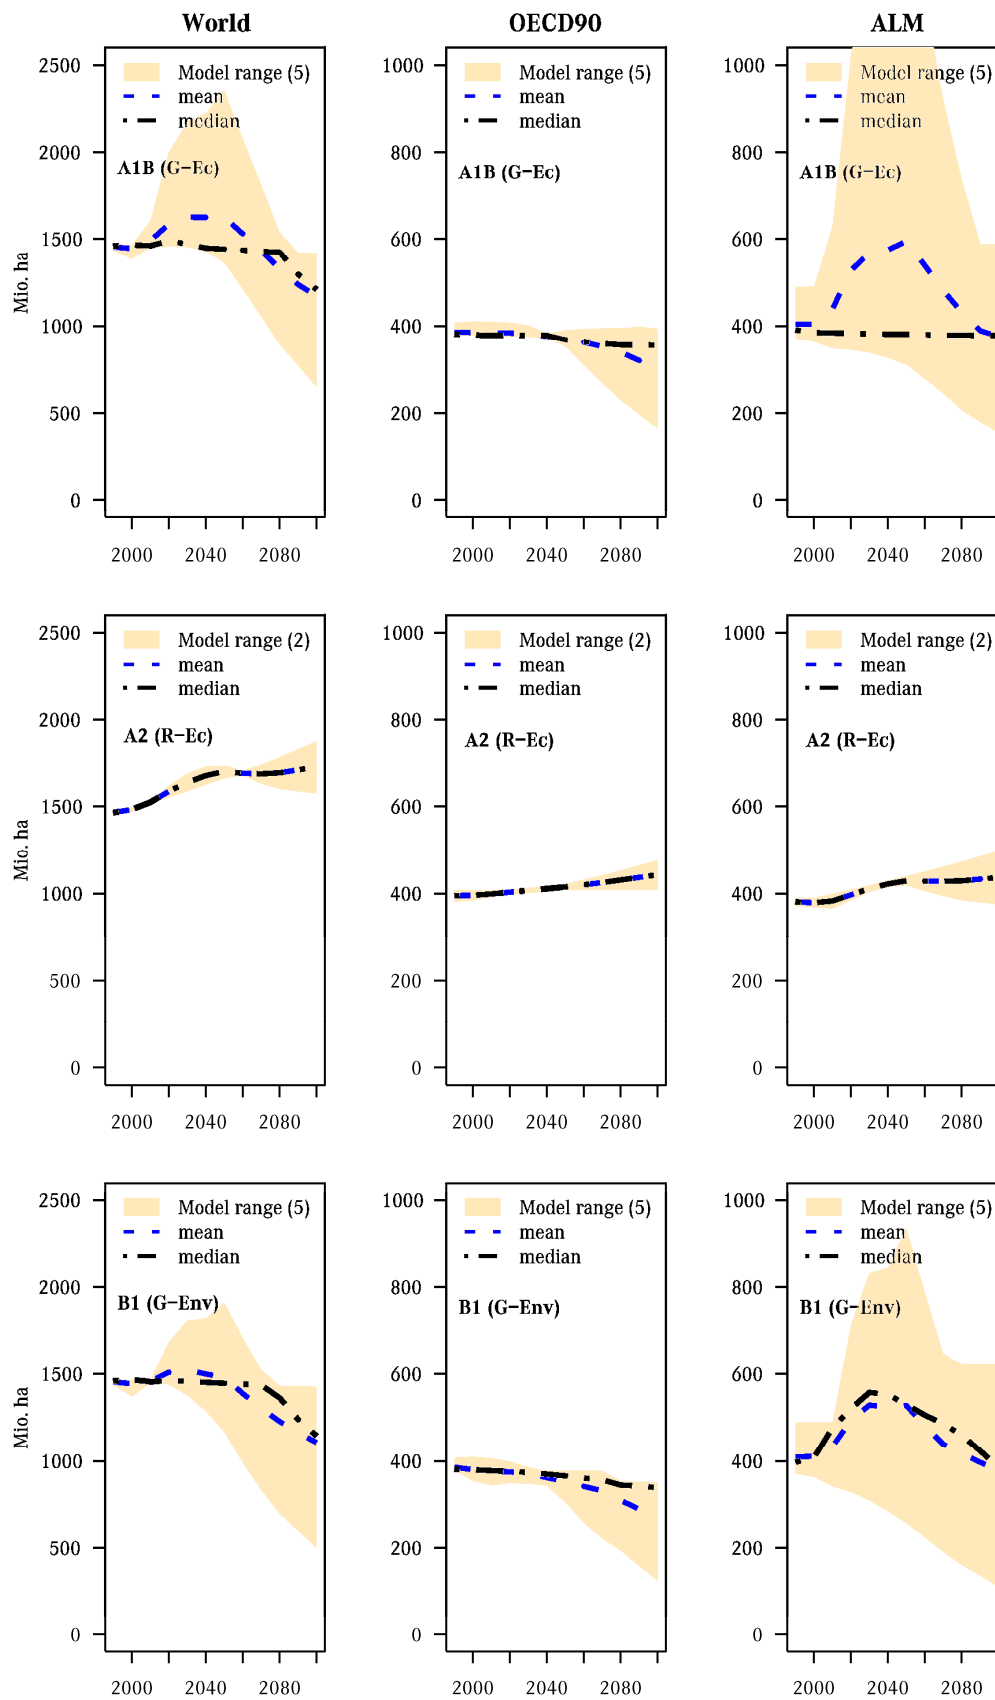 World OECD90 ALM
2500 1000 1000
Model range (5) Model range (5) Model range (5)
mean mean mean
median median median
2000 800 800
A1B (G-Ec) A1B (G-Ec) A1B (G-Ec)
1500 600 600
Mio. ha
1000 400 400
500 200 200
0 0 0
2000 2040 2080 2000 2040 2080 2000 2040 2080
2500 1000 1000
Model range (2) Model range (2) Model range (2)
mean mean mean
median median median
2000 800 800
A2 (R-Ec) A2 (R-Ec) A2 (R-Ec)
1500 600 600
Mio. ha
1000 400 400
500 200 200
0 0 0
2000 2040 2080 2000 2040 2080 2000 2040 2080
2500 1000 1000
Model range (5) Model range (5) Model range (5)
mean mean mean
median median median
2000 800 800
B1 (G-Env) B1 (G-Env) B1 (G-Env)
1500 600 600
Mio. ha
1000 400 400
500 200 200
0 0 0
2000 2040 2080 2000 2040 2080 2000 2040 2080